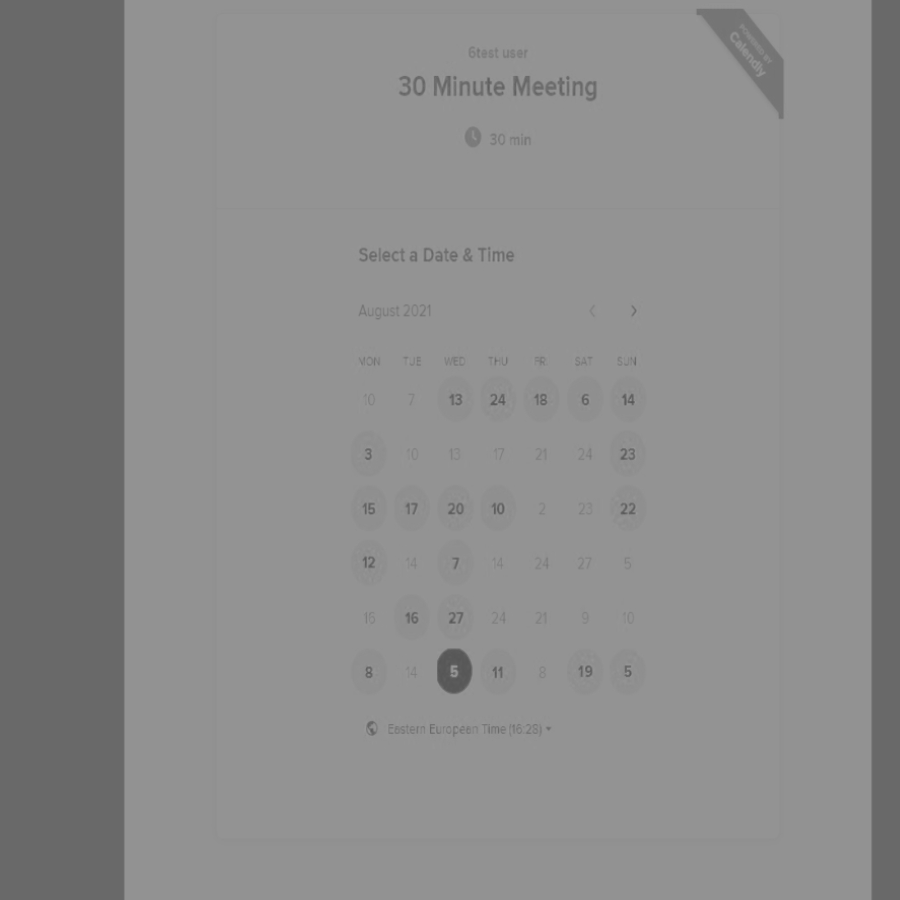 POWERED BY
Calendly
6test user
30 Minute Meeting
30 min
Select a Date & Time
August 2021
MON TUE WED THU FRI SAT SUN
10 7 13 24 18 6 14
3 10 13 17 21 24 23
15 17 20 10 2 23 22
12 14 7 14 24 27 5
15 16 27 24 21 9 10
8 14 5 11 8 19 5
Eastern European Time (16:28)